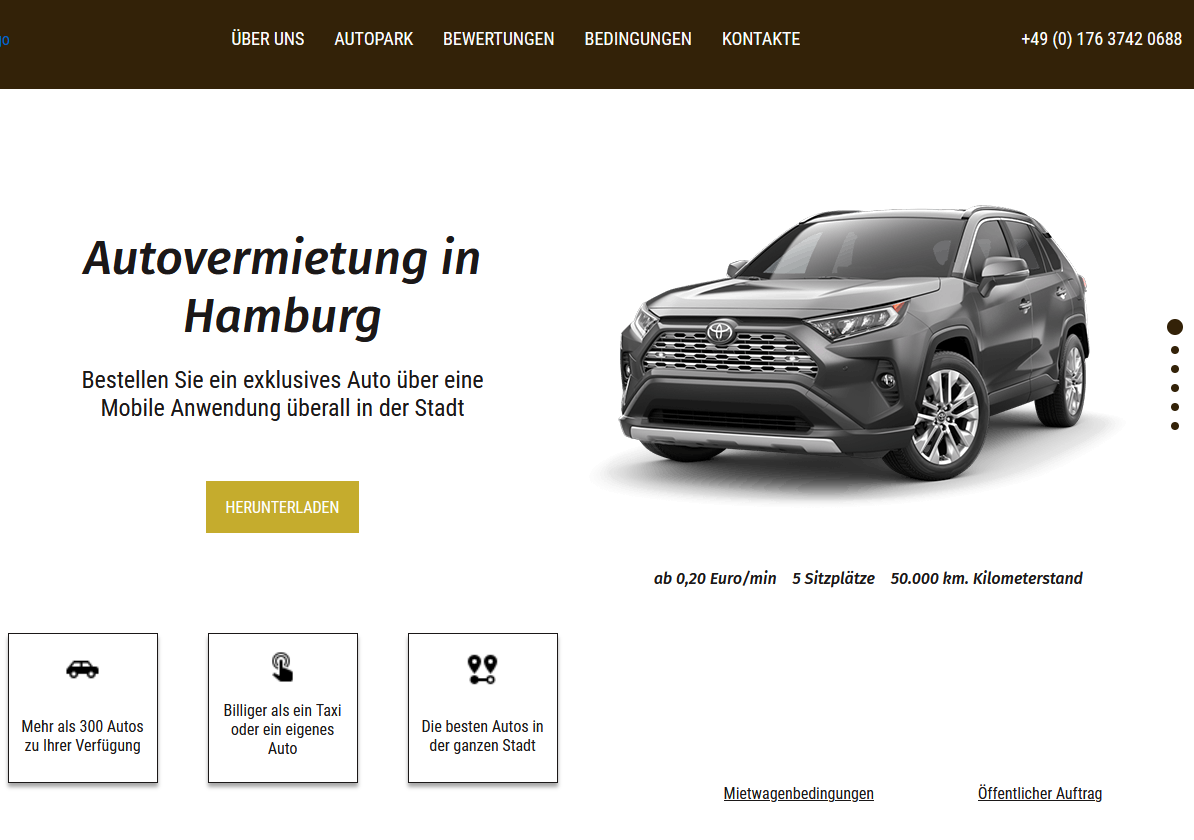 ÜBER UNS AUTOPARK BEWERTUNGEN BEDINGUNGEN KONTAKTE +49 (0) 176 3742 0688
Autovermietung in
Hamburg
Bestellen Sie ein exklusives Auto über eine
Mobile Anwendung überall in der Stadt
HERUNTERLADEN
ab 0,20 Euro/min 5 Sitzplätze 50.000 km. Kilometerstand
Mehr als 300 Autos
zu Ihrer Verfügung
Billiger als ein Taxi
oder ein eigenes
Auto
Die besten Autos in
der ganzen Stadt
Mietwagenbedingungen Öffentlicher Auftrag